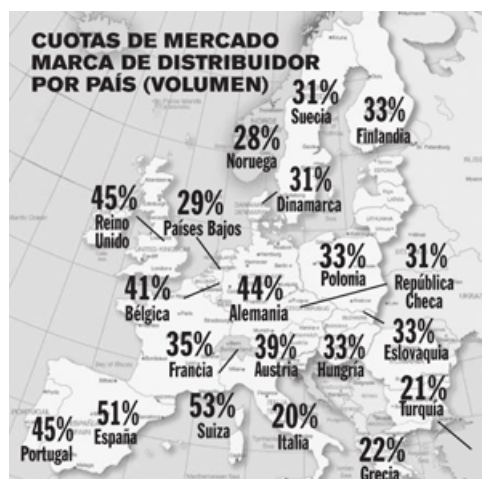 CUOTAS DE MERCADO
MARCA DE DISTRIBUIDOR
POR PAÍS (VOLUMEN)
31%
Suecia
33%
Finlandia
28%
Noruega
31%
Dinamarca
45%
Reino
Unido
29%
Países Bajos
33%
Polonia
31%
República
Checa
41%
Bélgica
44%
Alemania
33%
Eslovaquia
35%
Francia
39%
Austria
33%
Hungría
21%
Turquía
53%
Suiza
20%
Italia
51%
España
45%
Portugal
22%
Grecia